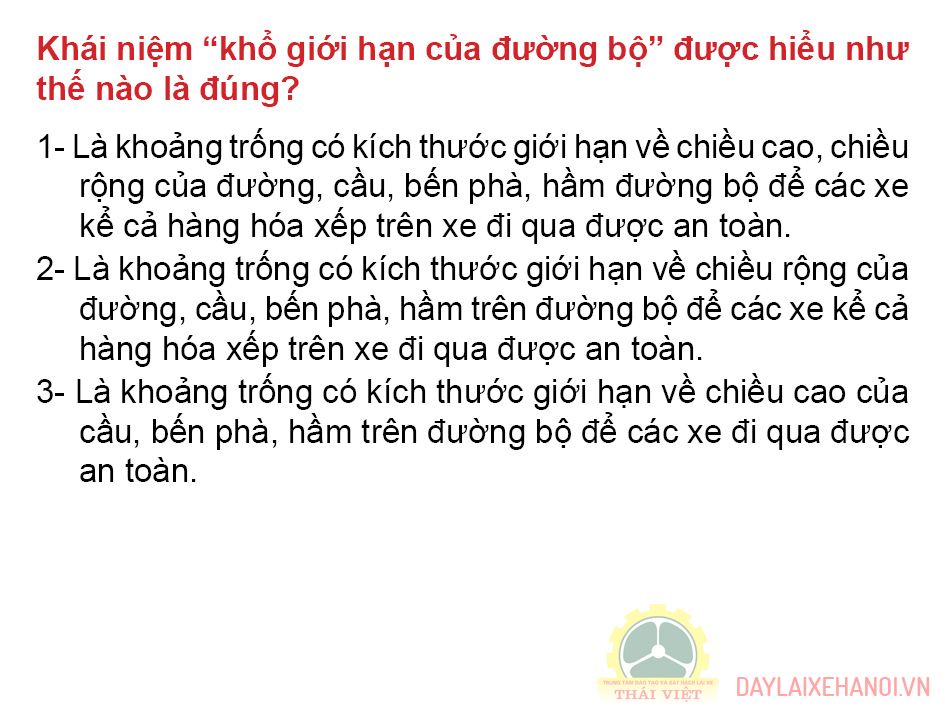 Khái niệm “khổ giới hạn của đường bộ” được hiểu như
thế nào là đúng?
1- Là khoảng trống có kích thước giới hạn về chiều cao, chiều
rộng của đường, cầu, bến phà, hầm đường bộ để các xe
kể cả hàng hóa xếp trên xe đi qua được an toàn.
2- Là khoảng trống có kích thước giới hạn về chiều rộng của
đường, cầu, bến phà, hầm trên đường bộ để các xe kể cả
hàng hóa xếp trên xe đi qua được an toàn.
3- Là khoảng trống có kích thước giới hạn về chiều cao của
cầu, bến phà, hầm trên đường bộ để các xe đi qua được
an toàn.
TRUNG TÂM ĐÀO TẠO VÀ SÁT HẠCH LÁI XE
THÁI VIỆT
DAYLAIXEHANOI.VN